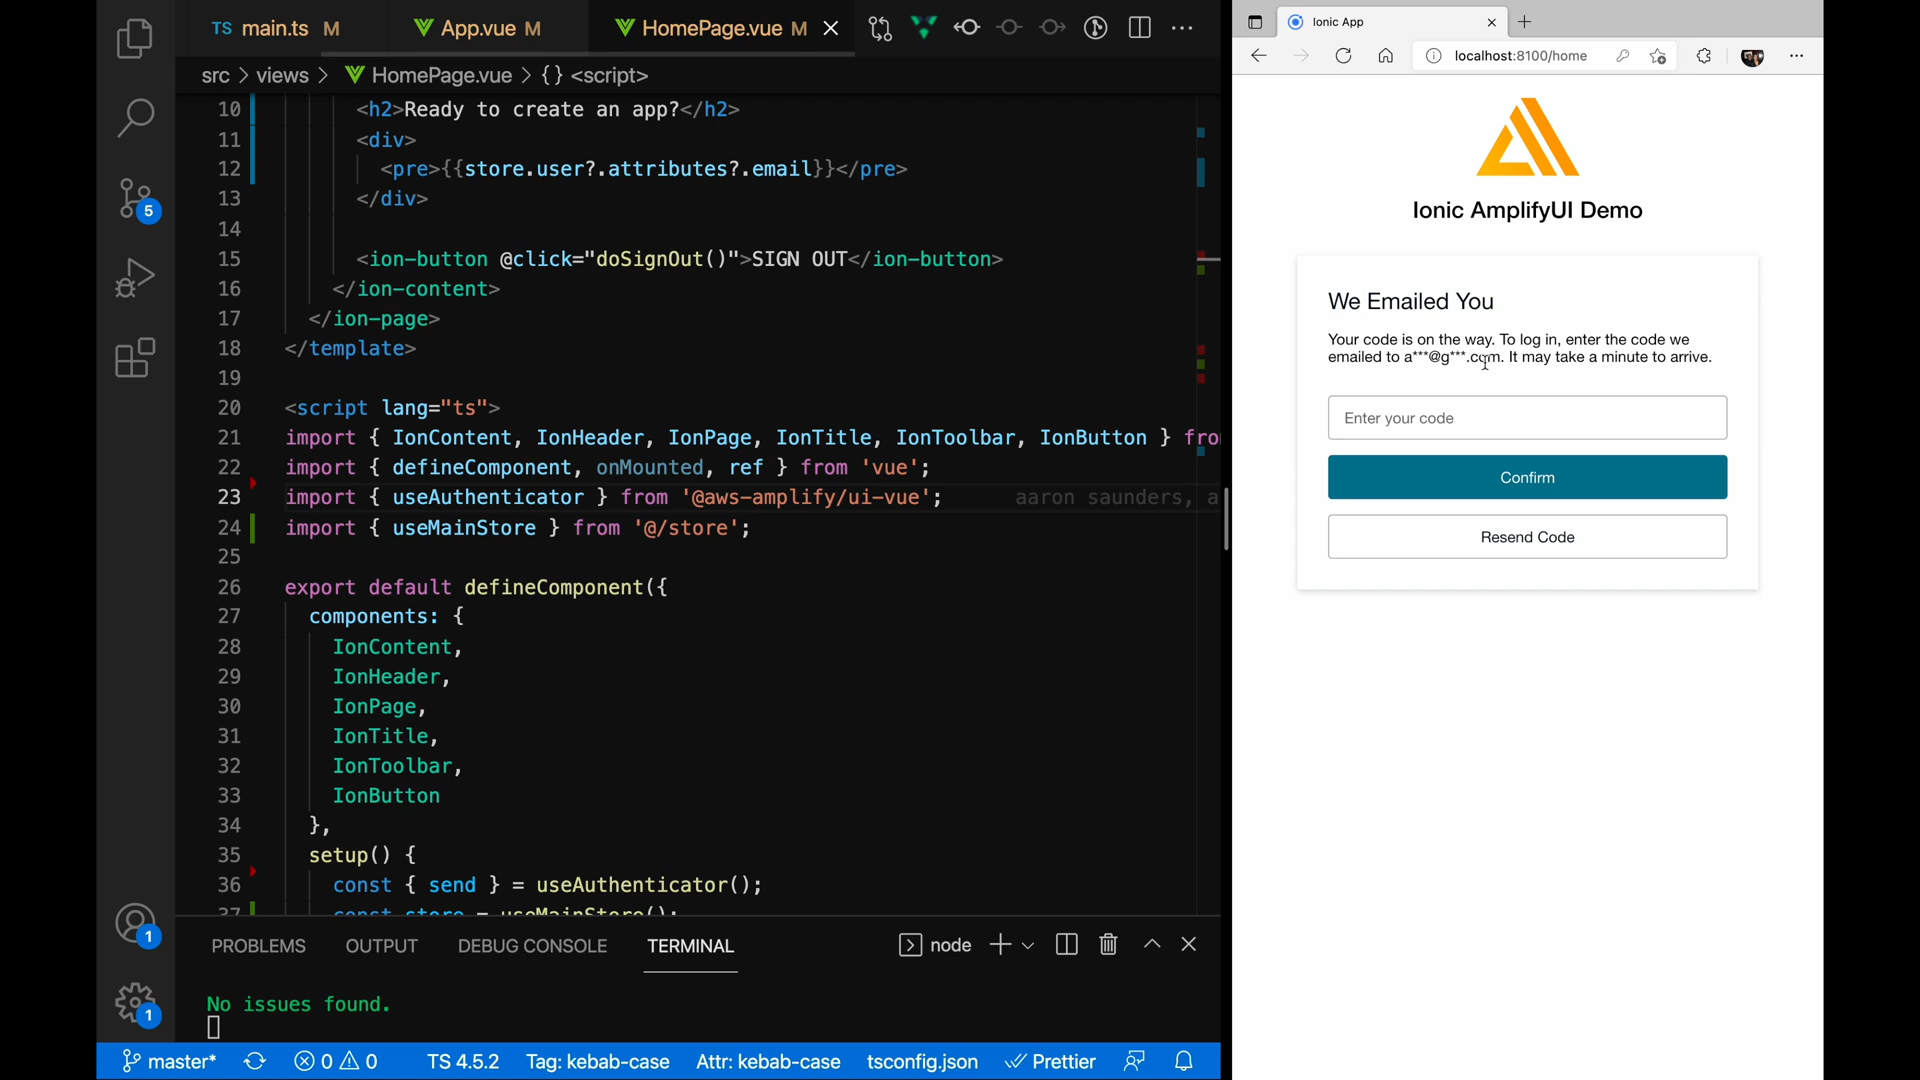 TS main.ts M
App.vue M
HomePage.vue M
src > views > HomePage.vue > {} <script>
10 <h2>Ready to create an app?</h2>
11 <div>
12 <pre>{{store.user?.attributes?.email}}</pre>
13 </div>
14
15 <ion-button @click="doSignOut()">SIGN OUT</ion-button>
16 </ion-content>
17 </ion-page>
18 </template>
19
20 <script lang="ts">
21 import { IonContent, IonHeader, IonPage, IonTitle, IonToolbar, IonButton } fro
22 import { defineComponent, onMounted, ref } from 'vue';
23 import { useAuthenticator } from '@aws-amplify/ui-vue'; aaron saunders, a
24 import { useMainStore } from '@/store';
25
26 export default defineComponent({
27 components: {
28 IonContent,
29 IonHeader,
30 IonPage,
31 IonTitle,
32 IonToolbar,
33 IonButton
34 },
35 setup() {
36 const { send } = useAuthenticator();
37 const store = useMainStore();
5
1
1
PROBLEMS OUTPUT DEBUG CONSOLE TERMINAL
node
No issues found.
master* 0 0 TS 4.5.2 Tag: kebab-case Attr: kebab-case tsconfig.json Prettier
Ionic App
localhost:8100/home
Ionic AmplifyUI Demo
We Emailed You
Your code is on the way. To log in, enter the code we
emailed to a***@g***.com. It may take a minute to arrive.
Enter your code
Confirm
Resend Code